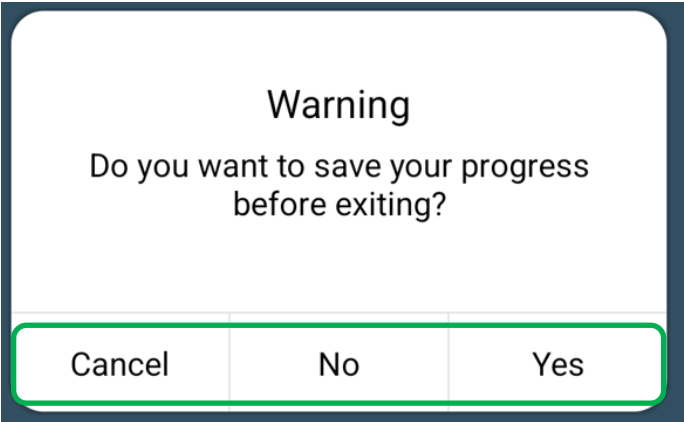 Warning
Do you want to save your progress
before exiting?
Cancel No Yes